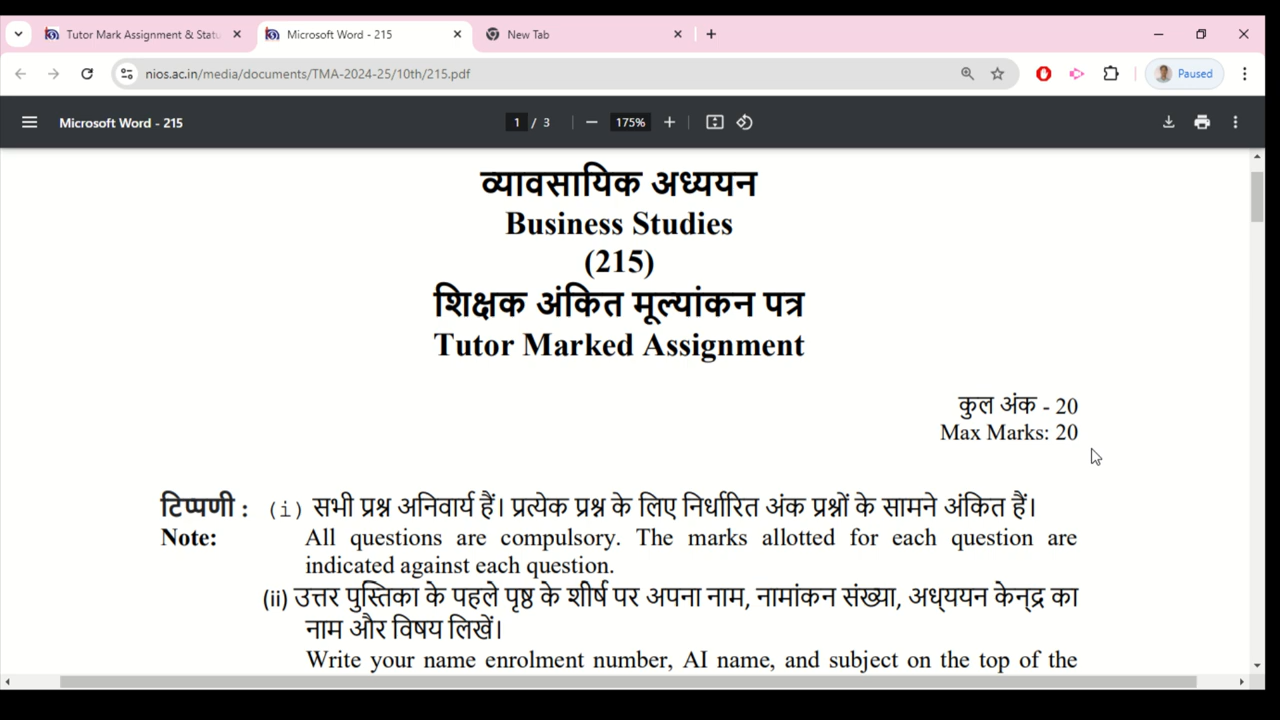 Tutor Mark Assignment & Statu
Microsoft Word - 215
New Tab
nios.ac.in/media/documents/TMA-2024-25/10th/215.pdf
Paused
Microsoft Word - 215
1 / 3
175%
व्यावसायिक अध्ययन
Business Studies
(215)
शिक्षक अंकित मूल्यांकन पत्र
Tutor Marked Assignment
कुल अंक - 20
Max Marks: 20
टिप्पणी : (i) सभी प्रश्न अनिवार्य हैं। प्रत्येक प्रश्न के लिए निर्धारित अंक प्रश्नों के सामने अंकित हैं।
Note: All questions are compulsory. The marks allotted for each question are
indicated against each question.
(ii) उत्तर पुस्तिका के पहले पृष्ठ के शीर्ष पर अपना नाम, नामांकन संख्या, अध्ययन केन्द्र का
नाम और विषय लिखें।
Write your name enrolment number, AI name, and subject on the top of the